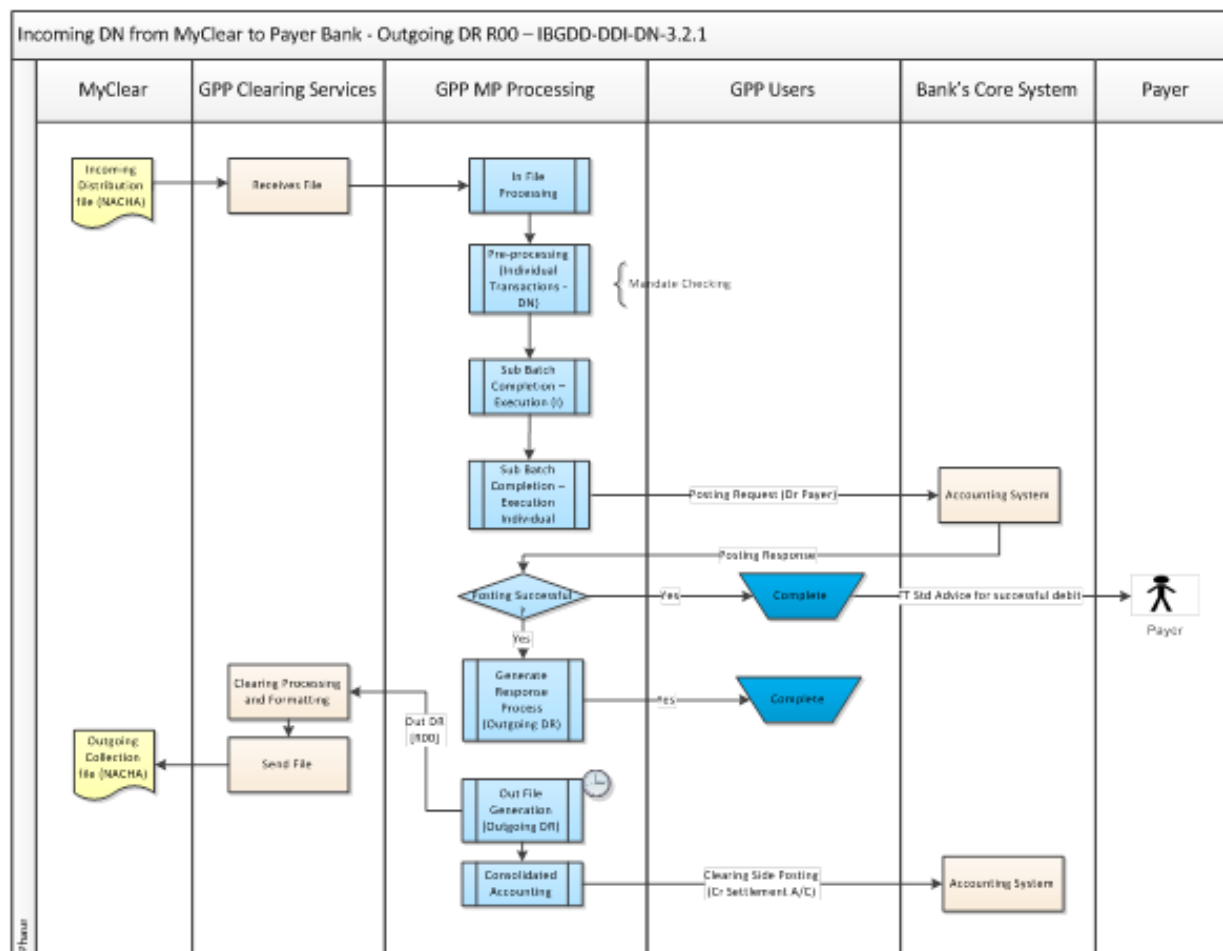 Incoming DN from MyClear to Payer Bank - Outgoing DR R00 – IBGDD-DDI-DN-3.2.1
MyClear
GPP Clearing Services
GPP MP Processing
GPP Users
Bank's Core System
Payer
Incoming
Distribution
file (NACHA)
Receives File
In File
Processing
Pre-processing
(Individual
Transactions -
DN)
Mandate Checking
Sub Batch
Completion –
Execution (I)
Sub Batch
Completion –
Execution
Individual
Posting Request (Dr Payer)
Accounting System
Posting Response
Posting Successful
?
Yes
Complete
TT Std Advice for successful debit
Payer
Yes
Clearing Processing
and Formatting
Generate
Response
Process
(Outgoing DR)
Yes
Complete
Out DR
(R00)
Outgoing
Collection
file (NACHA)
Send File
Out File
Generation
(Outgoing DR)
Consolidated
Accounting
Clearing Side Posting
(Cr Settlement A/C)
Accounting System